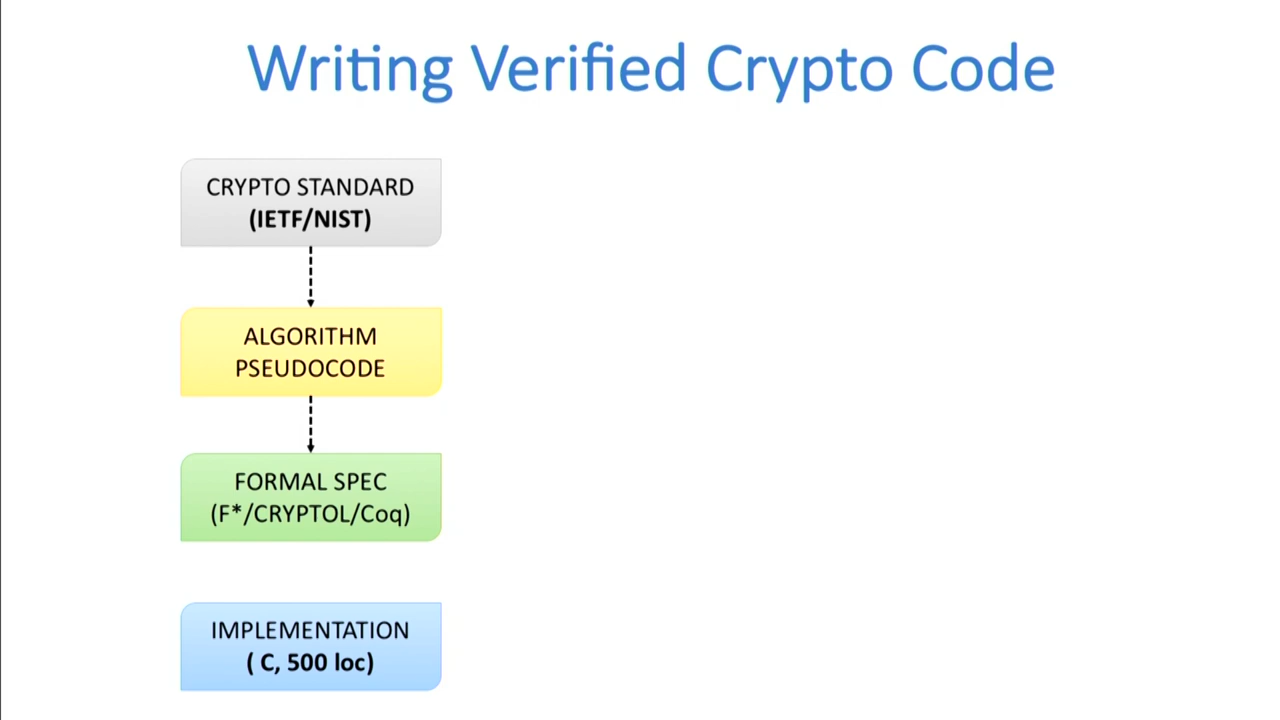 Writing Verified Crypto Code
CRYPTO STANDARD
(IETF/NIST)
ALGORITHM
PSEUDOCODE
FORMAL SPEC
(F*/CRYPTOL/Coq)
IMPLEMENTATION
( C, 500 loc)